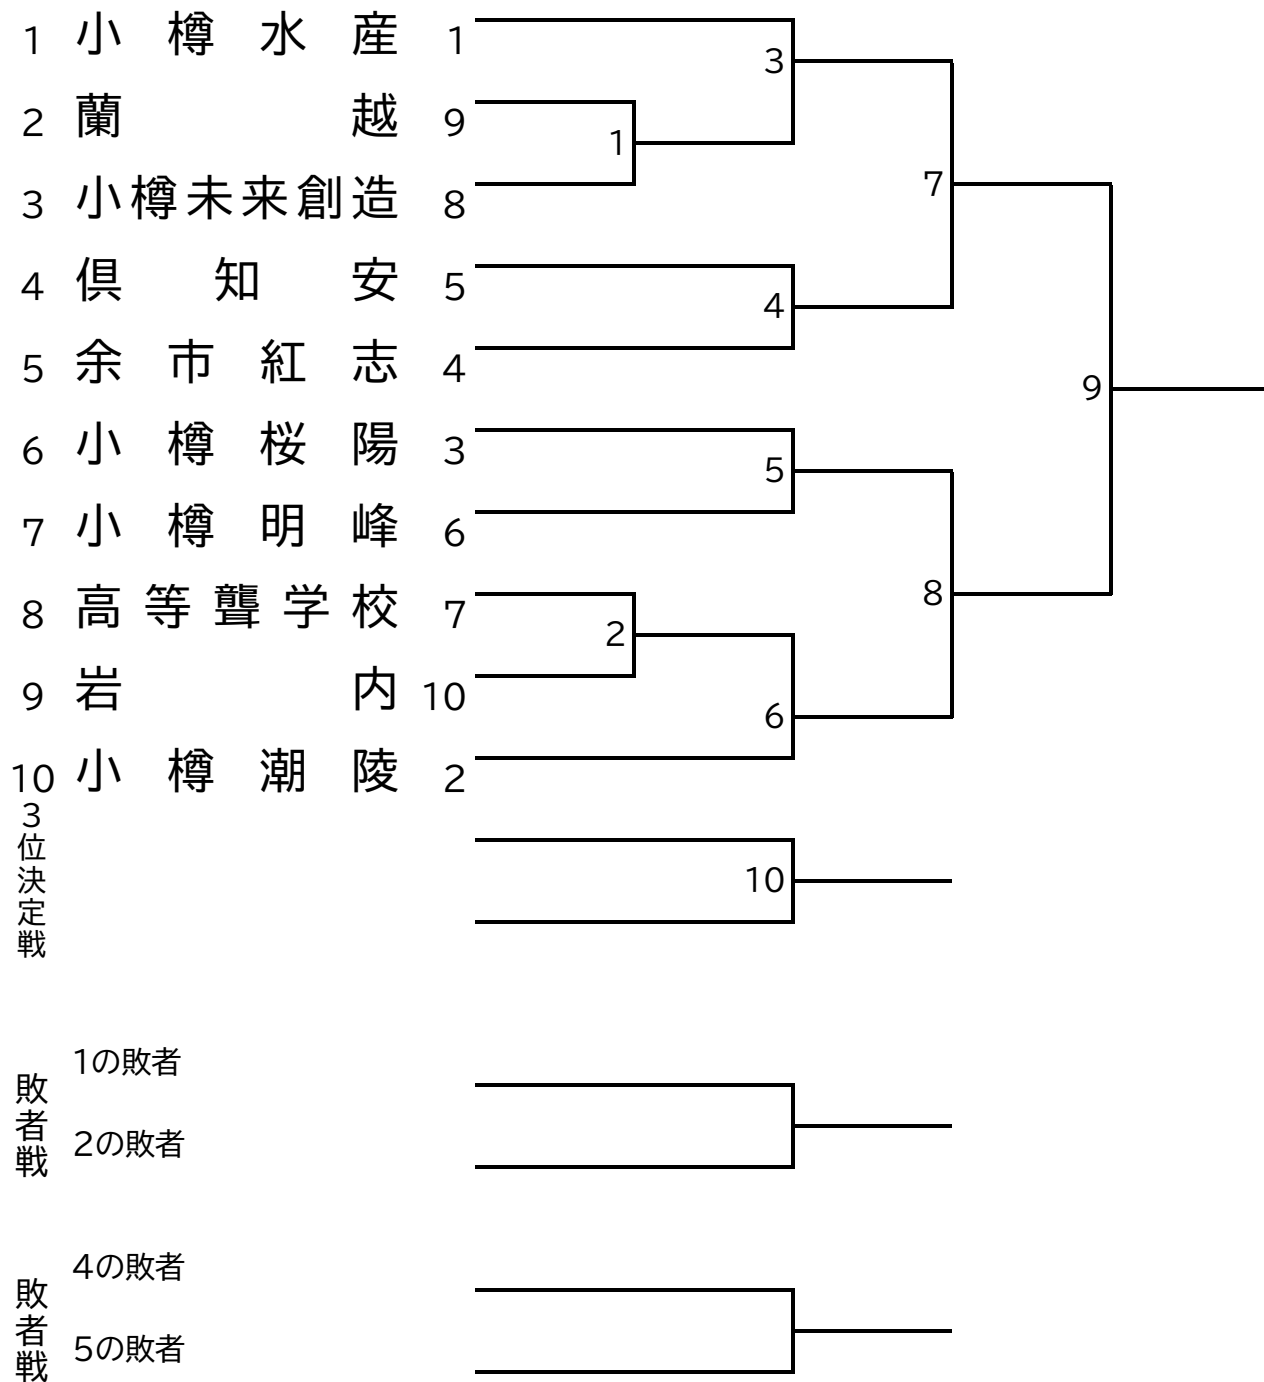 1 小樽水産 1
3
2 蘭越 9
1
3 小樽未来創造 8
7
4 倶知安 5
4
5 余市紅志 4
9
6 小樽桜陽 3
5
7 小樽明峰 6
8
8 高等聾学校 7
2
9 岩内 10
6
10 小樽潮陵 2
3位決定戦
10
敗者戦
1の敗者
2の敗者
敗者戦
4の敗者
5の敗者